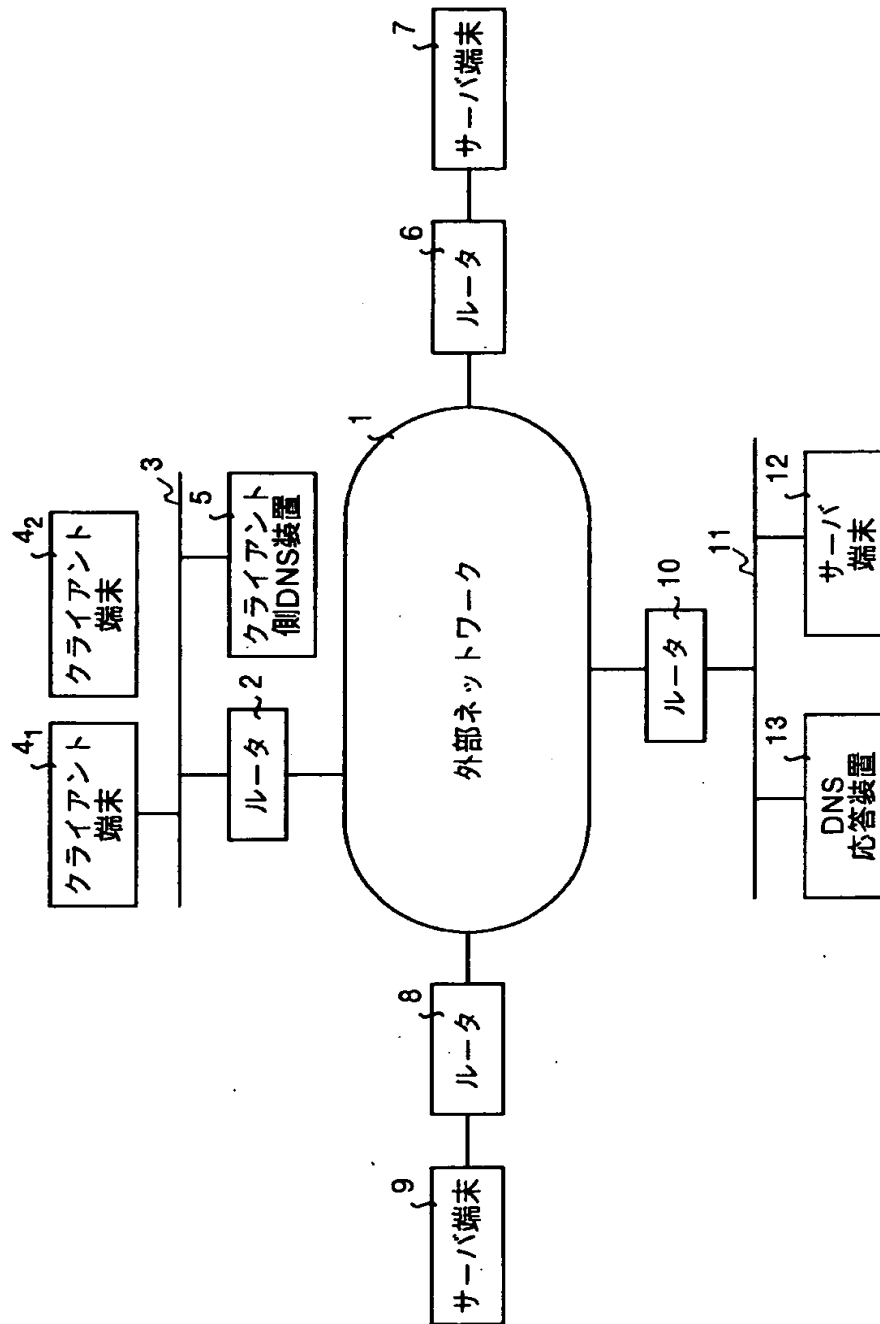 4₁
クライアント
端末
4₂
クライアント
端末
3
ルータ
2
5
クライアント
側DNS装置
1
外部ネットワーク
9
サーバ端末
8
ルータ
6
ルータ
7
サーバ端末
ルータ
10
11
13
DNS
応答装置
12
サーバ
端末